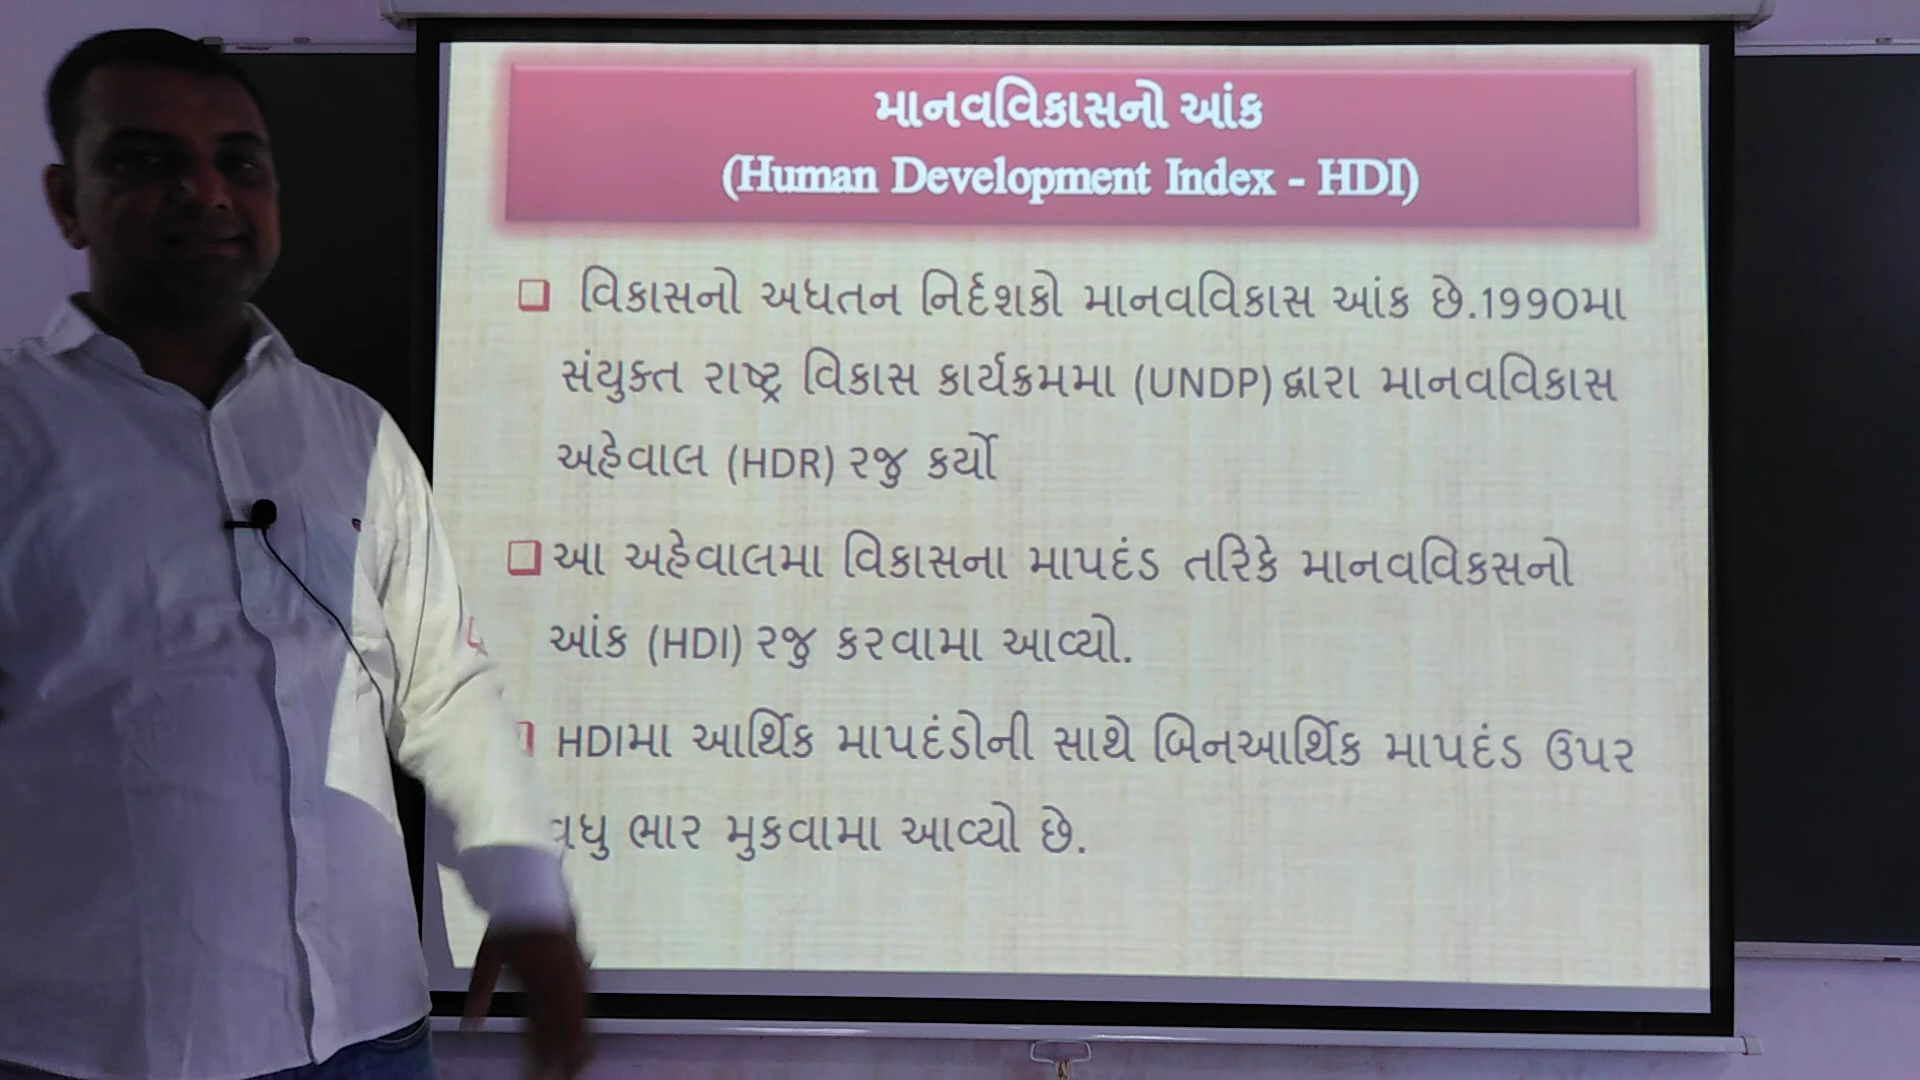 માનવવિકાસનો આંક
(Human Development Index - HDI)
વિકાસનો અધતન નિર્દેશકો માનવવિકાસ આંક છે.1990મા
સંયુક્ત રાષ્ટ્ર વિકાસ કાર્યક્રમમા (UNDP) દ્વારા માનવવિકાસ
અહેવાલ (HDR) રજુ કર્યો
આ અહેવાલમા વિકાસના માપદંડ તરિકે માનવવિકસનો
આંક (HDI) રજુ કરવામા આવ્યો.
HDIમા આર્થિક માપદંડોની સાથે બિનઆર્થિક માપદંડ ઉપર
વધુ ભાર મુકવામા આવ્યો છે.